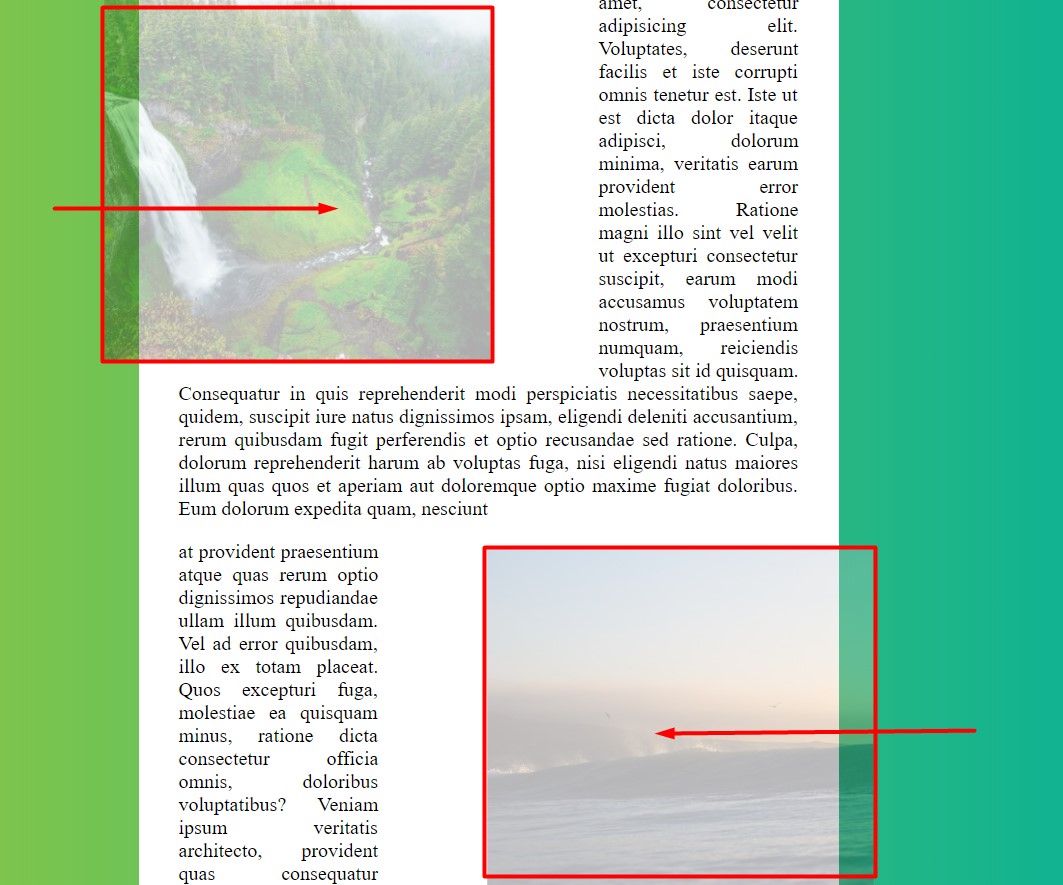 amet, consectetur
adipisicing elit.
Voluptates, deserunt
facilis et iste corrupti
omnis tenetur est. Iste ut
est dicta dolor itaque
adipisci, dolorum
minima, veritatis earum
provident error
molestias. Ratione
magni illo sint vel velit
ut excepturi consectetur
suscipit, earum modi
accusamus voluptatem
nostrum, praesentium
numquam, reiciendis
voluptas sit id quisquam.
Consequatur in quis reprehenderit modi perspiciatis necessitatibus saepe,
quidem, suscipit iure natus dignissimos ipsam, eligendi deleniti accusantium,
rerum quibusdam fugit perferendis et optio recusandae sed ratione. Culpa,
dolorum reprehenderit harum ab voluptas fuga, nisi eligendi natus maiores
illum quas quos et aperiam aut doloremque optio maxime fugiat doloribus.
Eum dolorum expedita quam, nesciunt
at provident praesentium
atque quas rerum optio
dignissimos repudiandae
ullam illum quibusdam.
Vel ad error quibusdam,
illo ex totam placeat.
Quos excepturi fuga,
molestiae ea quisquam
minus, ratione dicta
consectetur officia
omnis, doloribus
voluptatibus? Veniam
ipsum veritatis
architecto, provident
quas consequatur